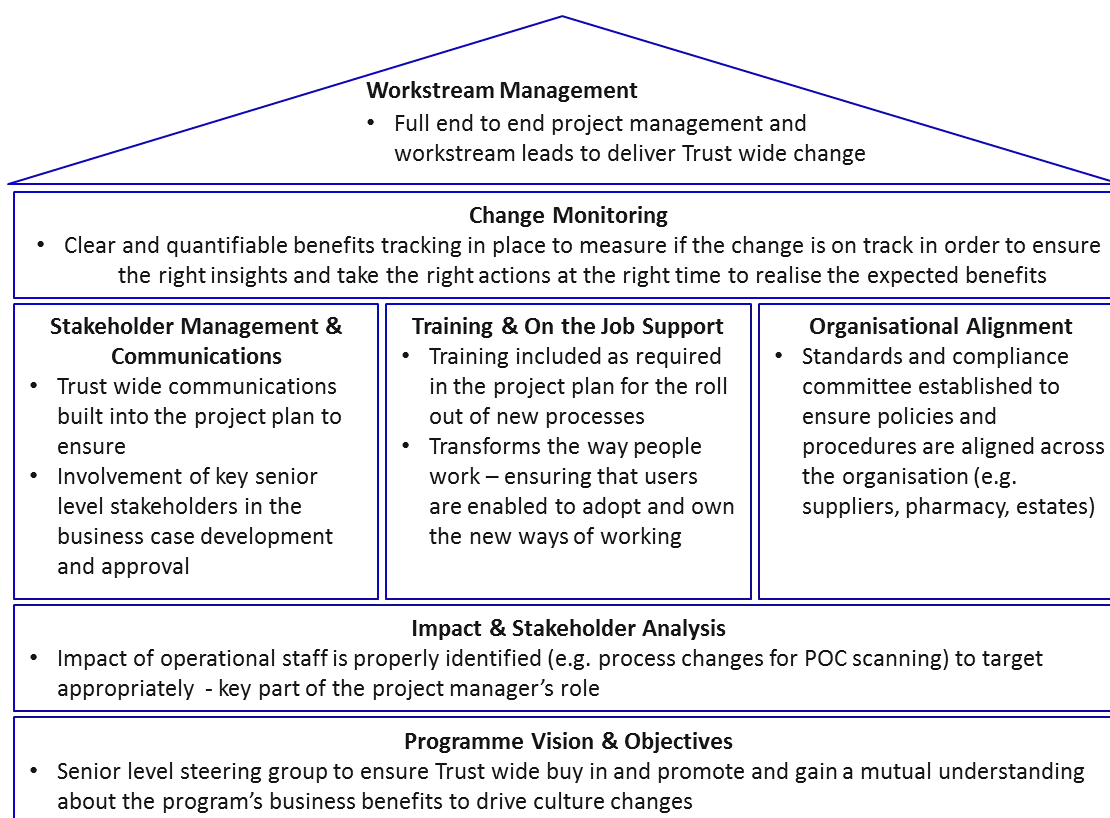 Workstream Management
• Full end to end project management and
workstream leads to deliver Trust wide change
Change Monitoring
• Clear and quantifiable benefits tracking in place to measure if the change is on track in order to ensure
the right insights and take the right actions at the right time to realise the expected benefits
Stakeholder Management &
Communications
• Trust wide communications
built into the project plan to
ensure
• Involvement of key senior
level stakeholders in the
business case development
and approval
Training & On the Job Support
• Training included as required
in the project plan for the roll
out of new processes
• Transforms the way people
work – ensuring that users
are enabled to adopt and own
the new ways of working
Organisational Alignment
• Standards and compliance
committee established to
ensure policies and
procedures are aligned across
the organisation (e.g.
suppliers, pharmacy, estates)
Impact & Stakeholder Analysis
• Impact of operational staff is properly identified (e.g. process changes for POC scanning) to target
appropriately  - key part of the project manager’s role
Programme Vision & Objectives
• Senior level steering group to ensure Trust wide buy in and promote and gain a mutual understanding
about the program’s business benefits to drive culture changes